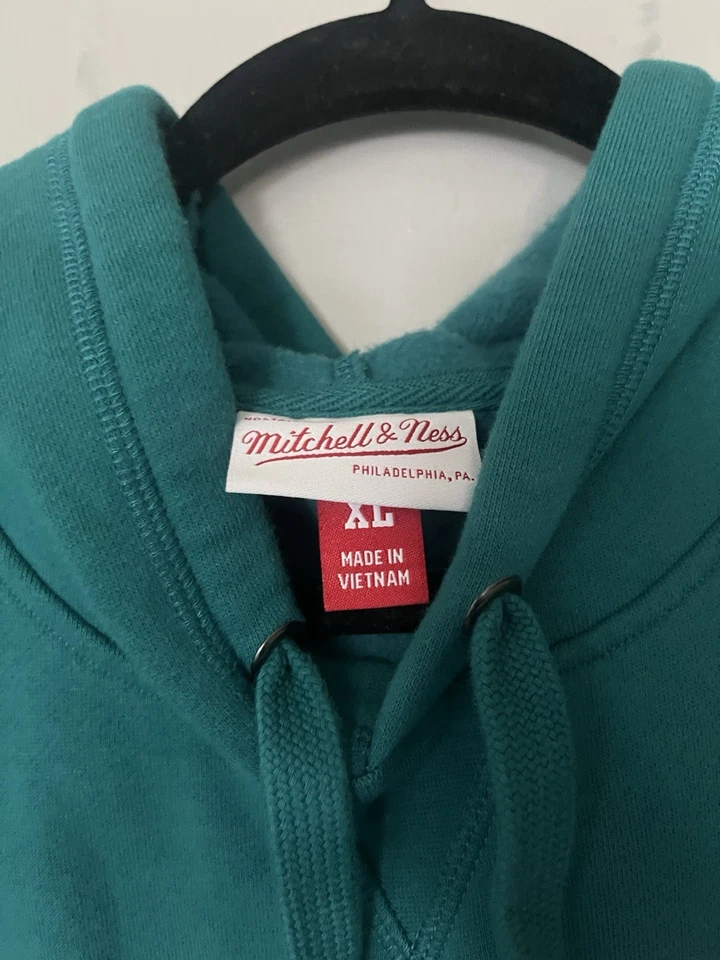 Mitchell & Ness
PHILADELPHIA, PA.
XL
MADE IN
VIETNAM